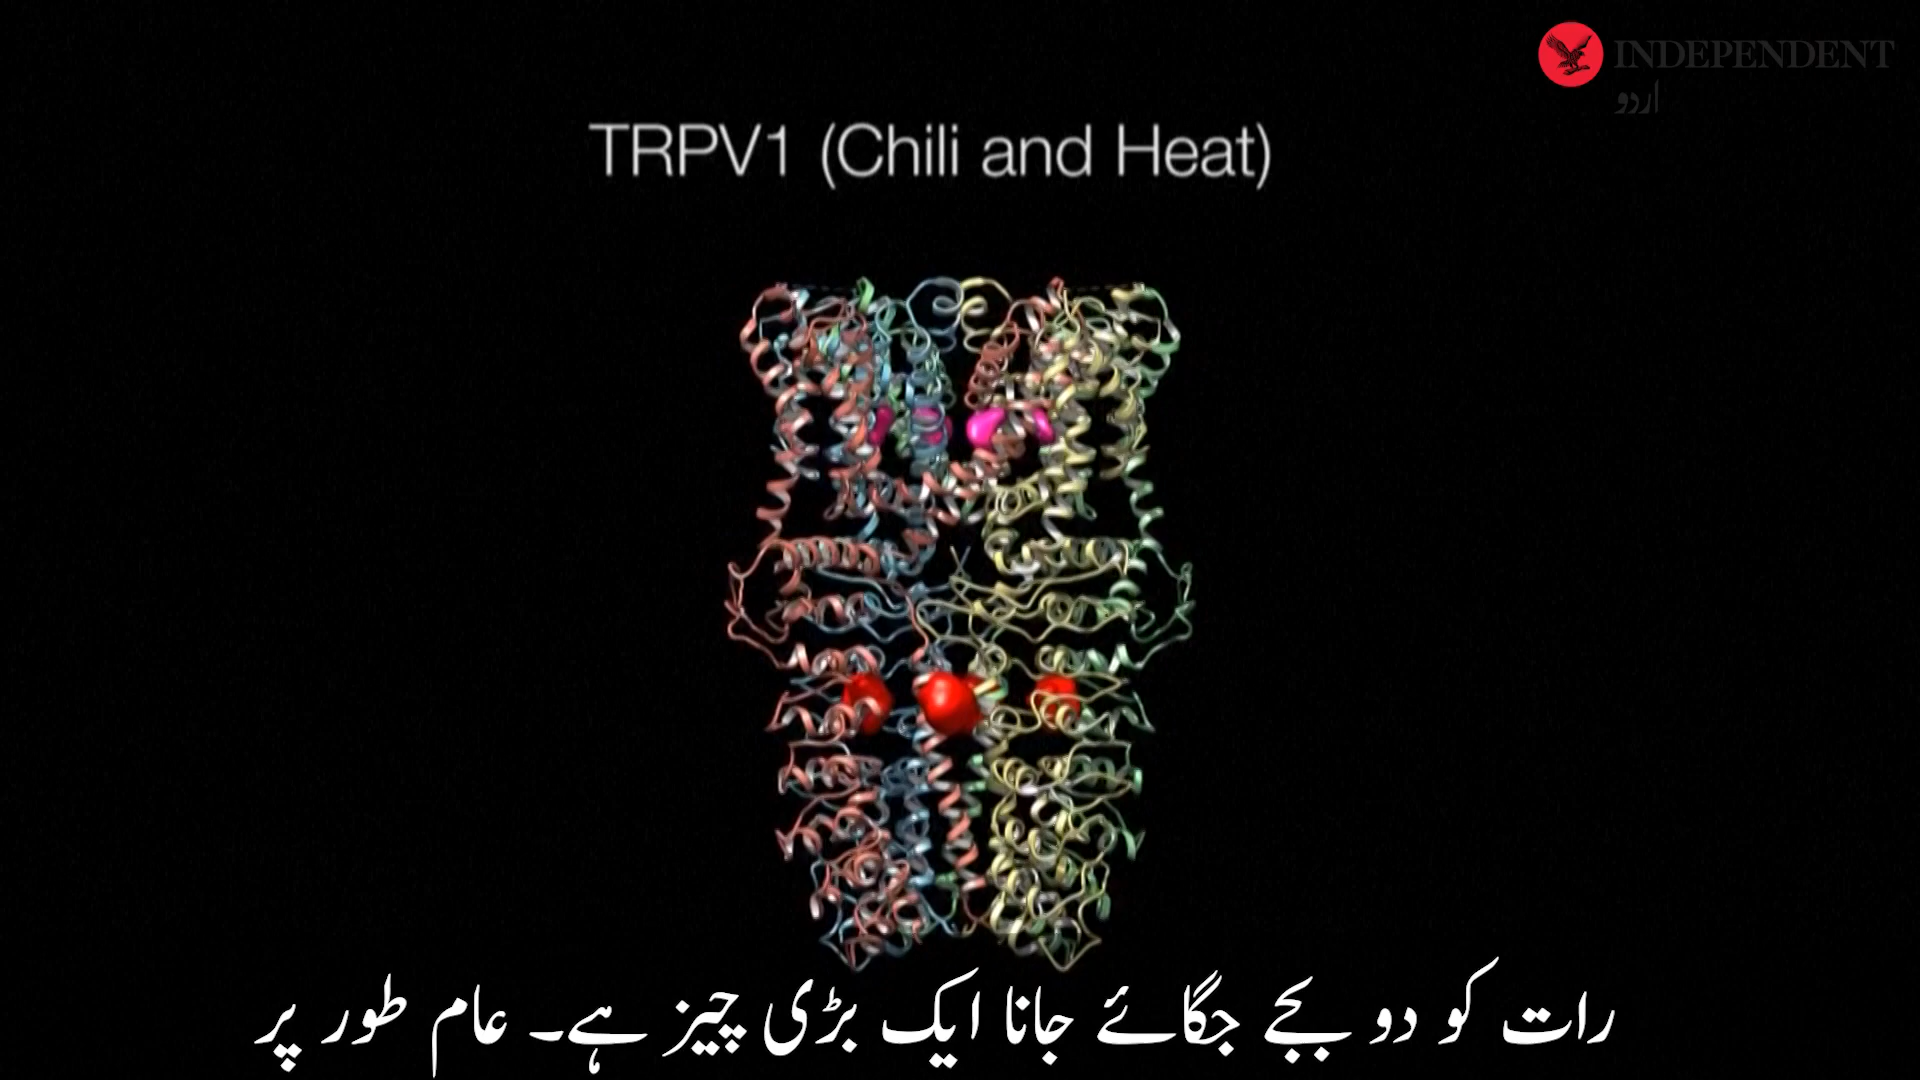 INDEPENDENT
اردو
TRPV1 (Chili and Heat)
رات کو دو بجے جگائے جانا ایک بڑی چیز ہے۔ عام طور پر